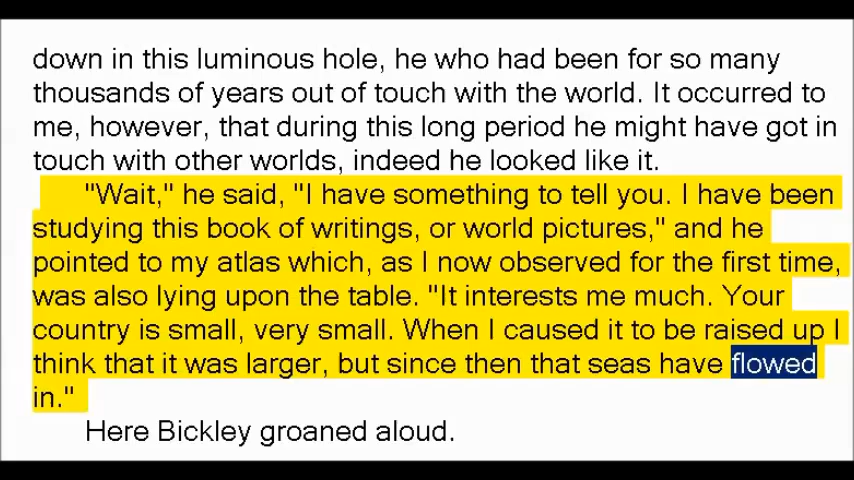 down in this luminous hole, he who had been for so many
thousands of years out of touch with the world. It occurred to
me, however, that during this long period he might have got in
touch with other worlds, indeed he looked like it.
"Wait," he said, "I have something to tell you. I have been
studying this book of writings, or world pictures," and he
pointed to my atlas which, as I now observed for the first time,
was also lying upon the table. "It interests me much. Your
country is small, very small. When I caused it to be raised up I
think that it was larger, but since then that seas have flowed
in."
Here Bickley groaned aloud.